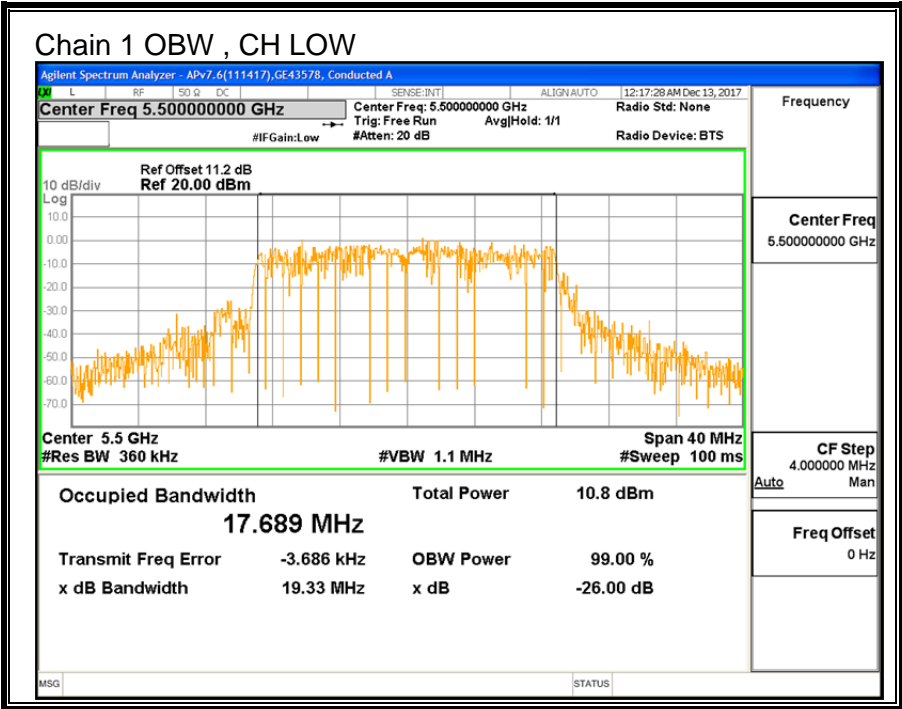 Chain 1 OBW , CH LOW
Agilent Spectrum Analyzer - APv7.6(111417),GE43578, Conducted A
LXI L RF 50 Ω DC SENSE:INT ALIGN AUTO 12:17:28 AM Dec 13, 2017
Center Freq 5.500000000 GHz
Center Freq: 5.500000000 GHz
Radio Std: None
Trig: Free Run Avg|Hold: 1/1
#IFGain:Low
#Atten: 20 dB
Radio Device: BTS
Ref Offset 11.2 dB
10 dB/div Ref 20.00 dBm
Log
10.0
0.00
-10.0
-20.0
-30.0
-40.0
-50.0
-60.0
-70.0
Center 5.5 GHz Span 40 MHz
#Res BW 360 kHz #VBW 1.1 MHz #Sweep 100 ms
Occupied Bandwidth Total Power 10.8 dBm
17.689 MHz
Transmit Freq Error -3.686 kHz OBW Power 99.00 %
x dB Bandwidth 19.33 MHz x dB -26.00 dB
MSG STATUS
Frequency
Center Freq
5.500000000 GHz
CF Step
4.000000 MHz
Auto Man
Freq Offset
0 Hz